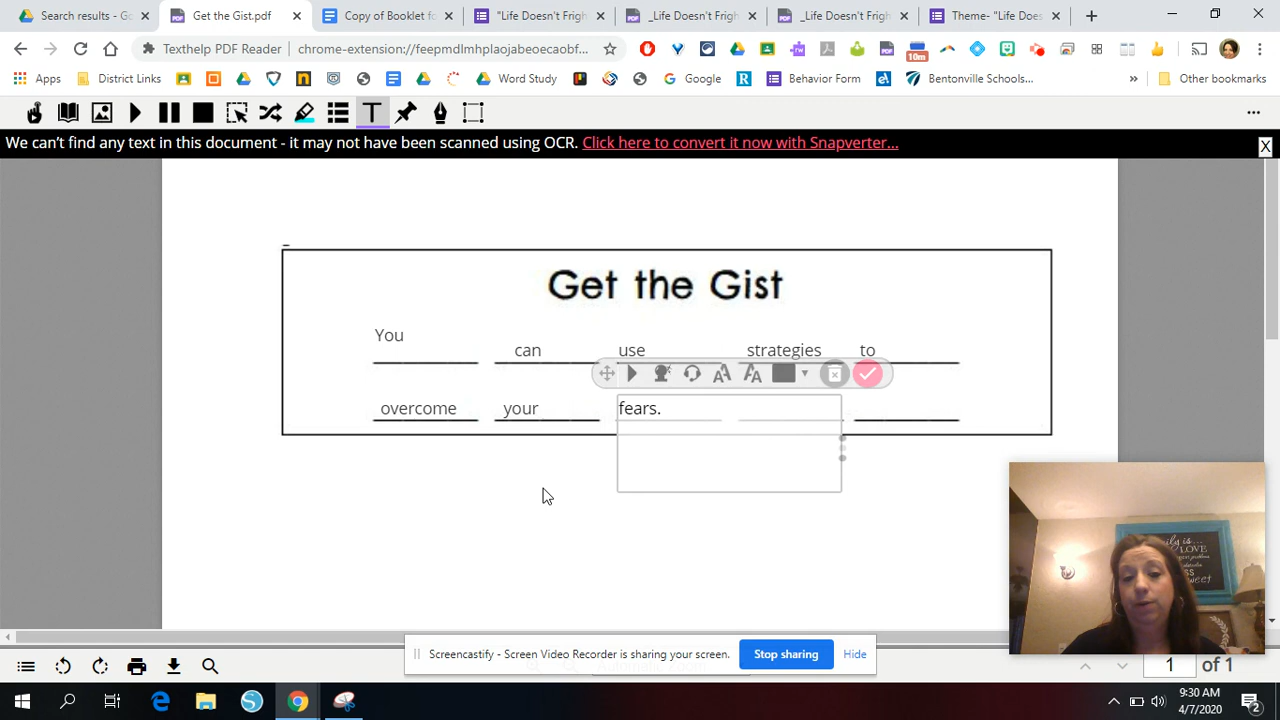 Search results - Go
Get the Gist.pdf
Copy of Booklet fo
"Life Doesn't Frigh
_Life Doesn't Frigh
_Life Doesn't Frigh
Theme- "Life Does
Texthelp PDF Reader
chrome-extension://feepmdlmhplaojabeoecaobf...
10m
Apps
District Links
Word Study
Google
Behavior Form
Bentonville Schools...
»
Other bookmarks
We can't find any text in this document - it may not have been scanned using OCR. Click here to convert it now with Snapverter...
X
Get the Gist
You can use strategies to
overcome your fears.
Screencastify - Screen Video Recorder is sharing your screen.
Stop sharing
Hide
1 of 1
9:30 AM
4/7/2020
2